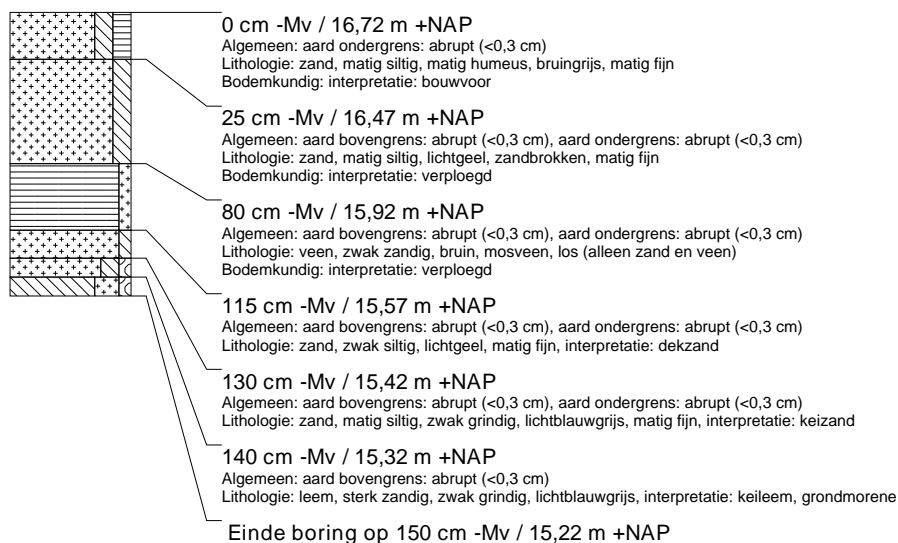 0 cm -Mv / 16,72 m +NAP
Algemeen: aard ondergrens: abrupt (<0,3 cm)
Lithologie: zand, matig siltig, matig humeus, bruingrijs, matig fijn
Bodemkundig: interpretatie: bouwvoor
25 cm -Mv / 16,47 m +NAP
Algemeen: aard bovengrens: abrupt (<0,3 cm), aard ondergrens: abrupt (<0,3 cm)
Lithologie: zand, matig siltig, lichtgeel, zandbrokken, matig fijn
Bodemkundig: interpretatie: verploegd
80 cm -Mv / 15,92 m +NAP
Algemeen: aard bovengrens: abrupt (<0,3 cm), aard ondergrens: abrupt (<0,3 cm)
Lithologie: veen, zwak zandig, bruin, mosveen, los (alleen zand en veen)
Bodemkundig: interpretatie: verploegd
115 cm -Mv / 15,57 m +NAP
Algemeen: aard bovengrens: abrupt (<0,3 cm), aard ondergrens: abrupt (<0,3 cm)
Lithologie: zand, zwak siltig, lichtgeel, matig fijn, interpretatie: dekzand
130 cm -Mv / 15,42 m +NAP
Algemeen: aard bovengrens: abrupt (<0,3 cm), aard ondergrens: abrupt (<0,3 cm)
Lithologie: zand, matig siltig, zwak grindig, lichtblauwgrijs, matig fijn, interpretatie: keizand
140 cm -Mv / 15,32 m +NAP
Algemeen: aard bovengrens: abrupt (<0,3 cm)
Lithologie: leem, sterk zandig, zwak grindig, lichtblauwgrijs, interpretatie: keileem, grondmorene
Einde boring op 150 cm -Mv / 15,22 m +NAP